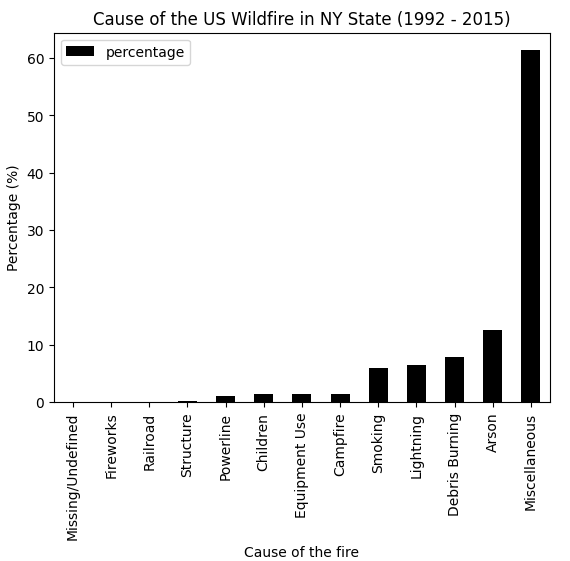 Cause of the US Wildfire in NY State (1992 - 2015)
percentage
Percentage (%)
60
50
40
30
20
10
0
Missing/Undefined
Fireworks
Railroad
Structure
Powerline
Children
Equipment Use
Campfire
Smoking
Lightning
Debris Burning
Arson
Miscellaneous
Cause of the fire